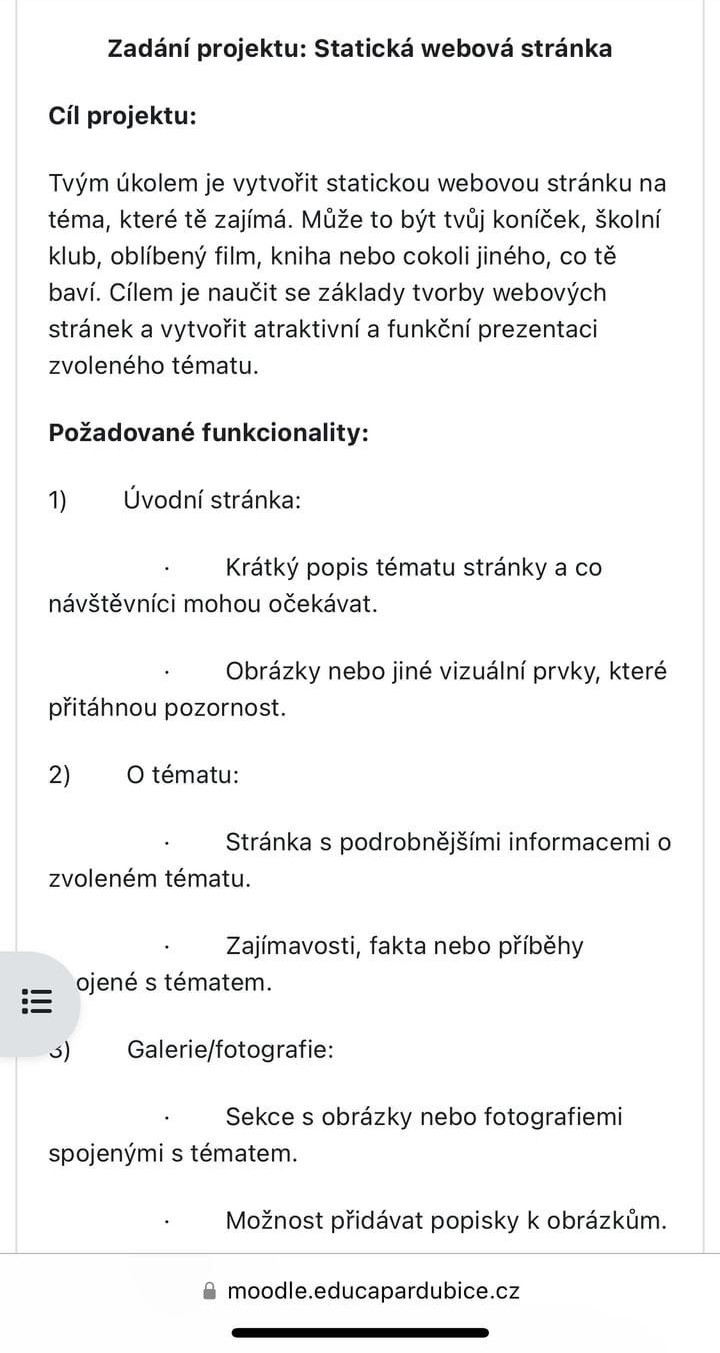 Zadání projektu: Statická webová stránka
Cíl projektu:
Tvým úkolem je vytvořit statickou webovou stránku na
téma, které tě zajímá. Může to být tvůj koníček, školní
klub, oblíbený film, kniha nebo cokoli jiného, co tě
baví. Cílem je naučit se základy tvorby webových
stránek a vytvořit atraktivní a funkční prezentaci
zvoleného tématu.
Požadované funkcionality:
1) Úvodní stránka:
· Krátký popis tématu stránky a co
návštěvníci mohou očekávat.
· Obrázky nebo jiné vizuální prvky, které
přitáhnou pozornost.
2) O tématu:
· Stránka s podrobnějšími informacemi o
zvoleném tématu.
· Zajímavosti, fakta nebo příběhy
ojené s tématem.
3) Galerie/fotografie:
· Sekce s obrázky nebo fotografiemi
spojenými s tématem.
· Možnost přidávat popisky k obrázkům.
moodle.educapardubice.cz